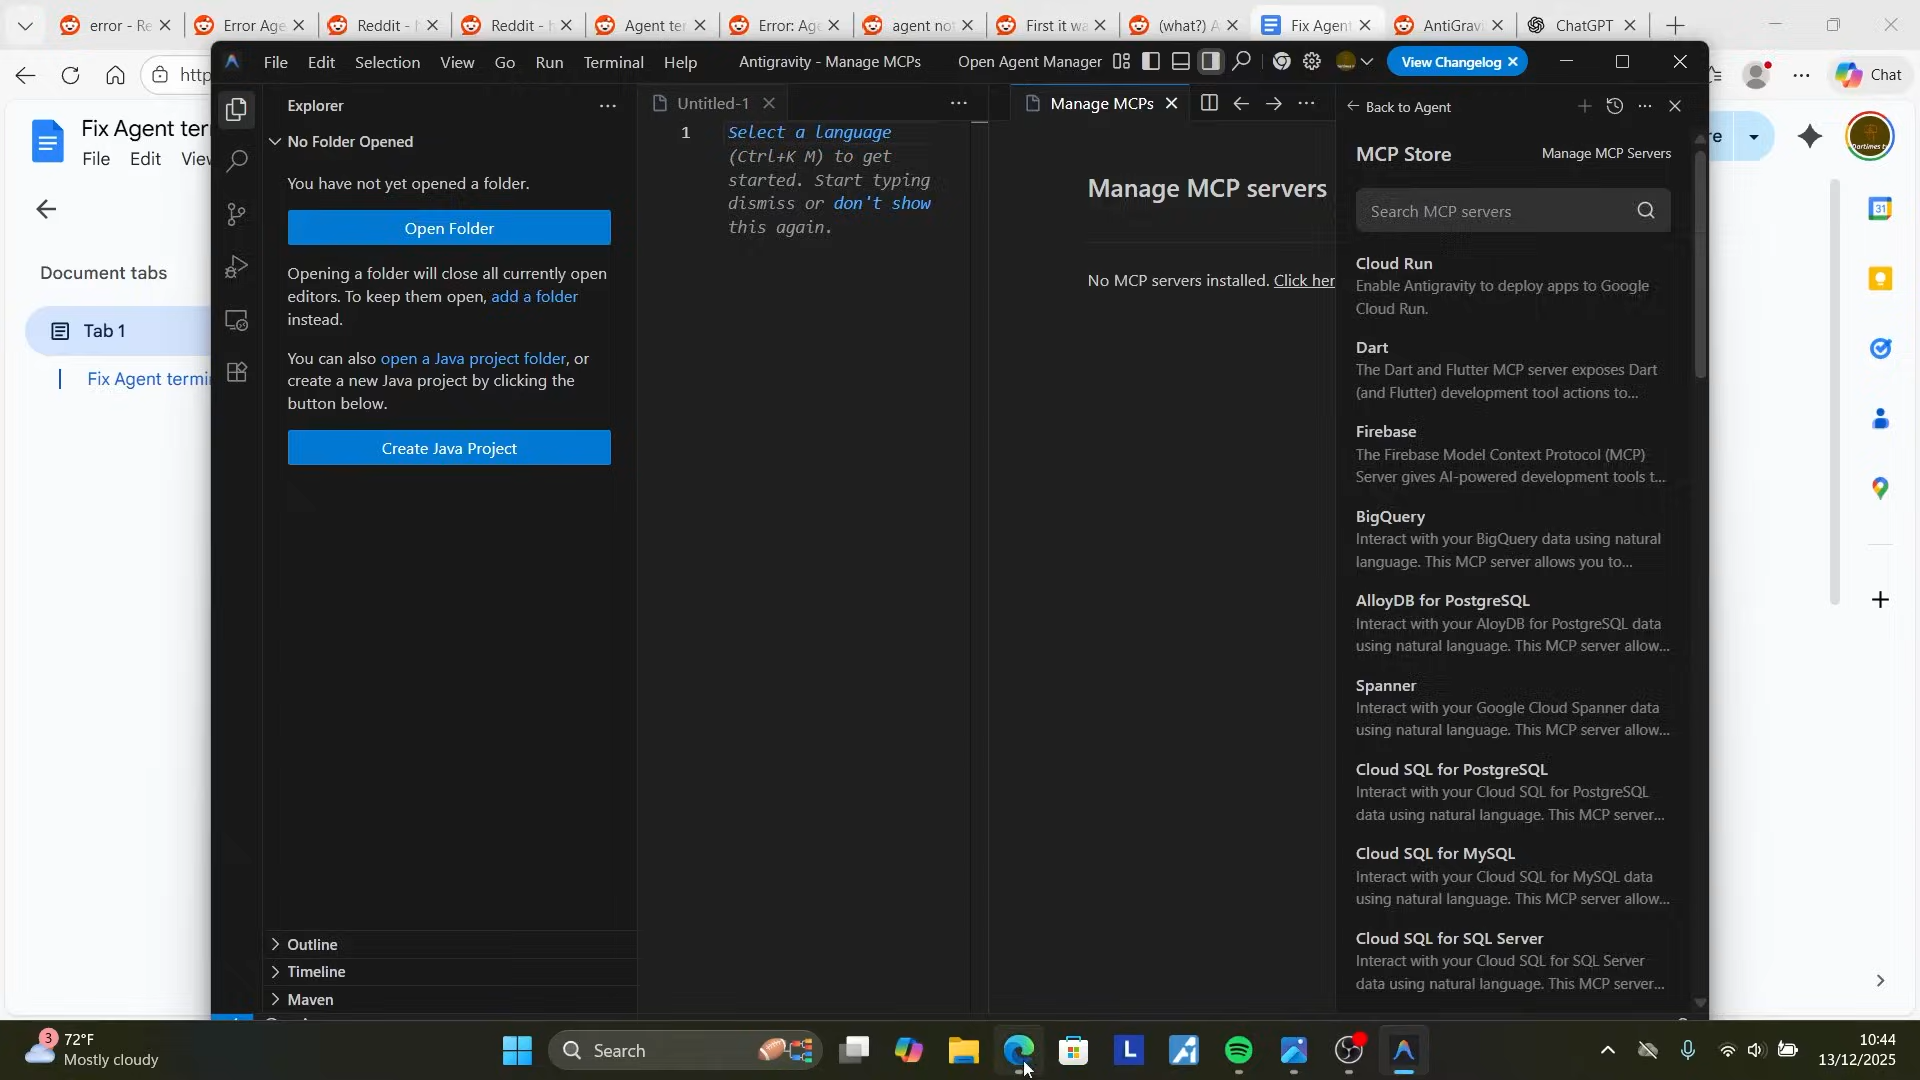 error - Re
Error Age
Reddit - h
Reddit - h
Agent ter
Error: Ag
agent no
First it wa
(what?) A
Fix Agent
AntiGrav
ChatGPT
http
Chat
Fix Agent ter
File Edit View
Document tabs
Tab 1
Fix Agent termi
File Edit Selection View Go Run Terminal Help
Antigravity - Manage MCPs
Open Agent Manager
View Changelog
Explorer
No Folder Opened
You have not yet opened a folder.
Open Folder
Opening a folder will close all currently open
editors. To keep them open, add a folder
instead.
You can also open a Java project folder, or
create a new Java project by clicking the
button below.
Create Java Project
Outline
Timeline
Maven
Untitled-1
1
Select a language
(Ctrl+K M) to get
started. Start typing
dismiss or don't show
this again.
Manage MCPs
Manage MCP servers
No MCP servers installed. Click her
Back to Agent
MCP Store
Manage MCP Servers
Search MCP servers
Cloud Run
Enable Antigravity to deploy apps to Google
Cloud Run.
Dart
The Dart and Flutter MCP server exposes Dart
(and Flutter) development tool actions to...
Firebase
The Firebase Model Context Protocol (MCP)
Server gives AI-powered development tools t...
BigQuery
Interact with your BigQuery data using natural
language. This MCP server allows you to...
AlloyDB for PostgreSQL
Interact with your AloyDB for PostgreSQL data
using natural language. This MCP server allow...
Spanner
Interact with your Google Cloud Spanner data
using natural language. This MCP server allow...
Cloud SQL for PostgreSQL
Interact with your Cloud SQL for PostgreSQL
data using natural language. This MCP server...
Cloud SQL for MySQL
Interact with your Cloud SQL for MySQL data
using natural language. This MCP server allow...
Cloud SQL for SQL Server
Interact with your Cloud SQL for SQL Server
data using natural language. This MCP server...
re
31
3
72°F
Mostly cloudy
Search
L
10:44
13/12/2025